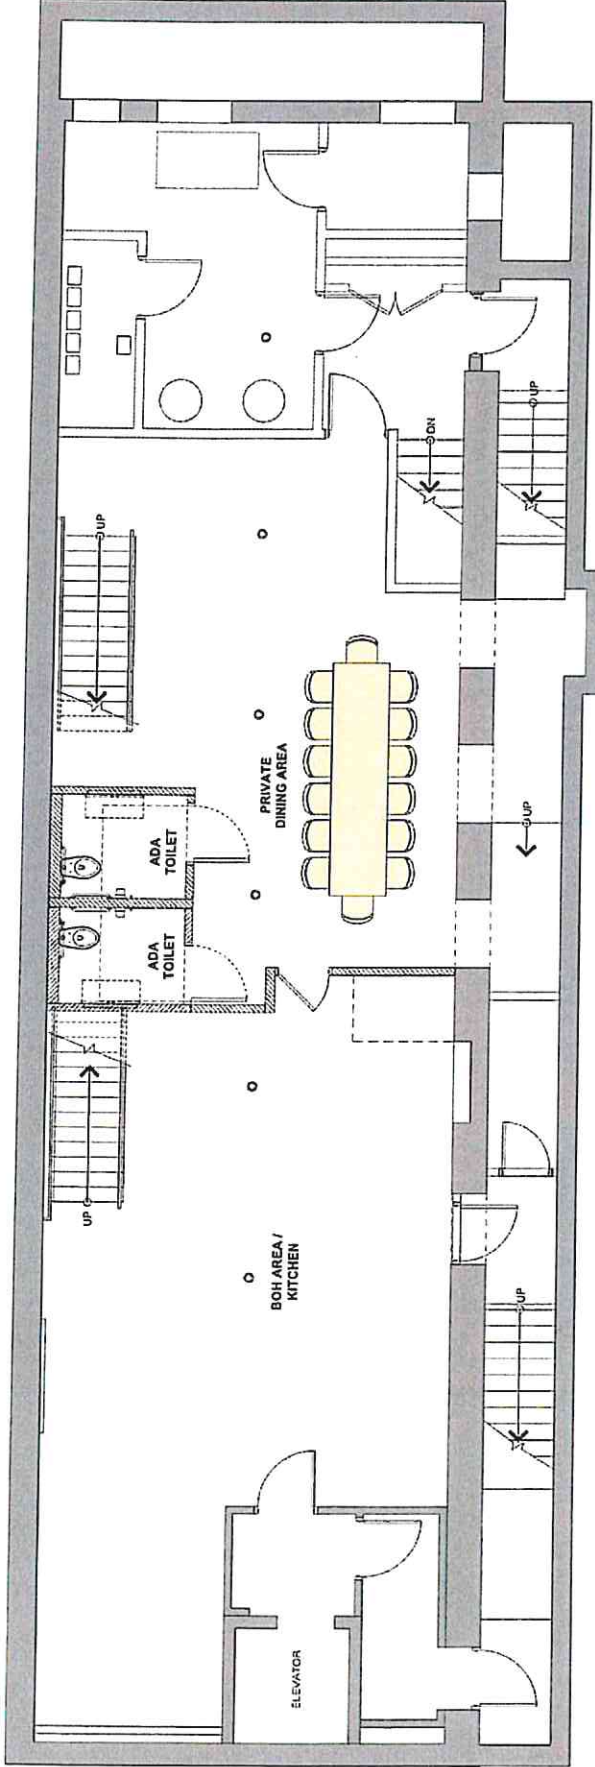 UP
DN
UP
PRIVATE
DINING AREA
ADA
TOILET
ADA
TOILET
UP
UP
BOH AREA /
KITCHEN
UP
ELEVATOR